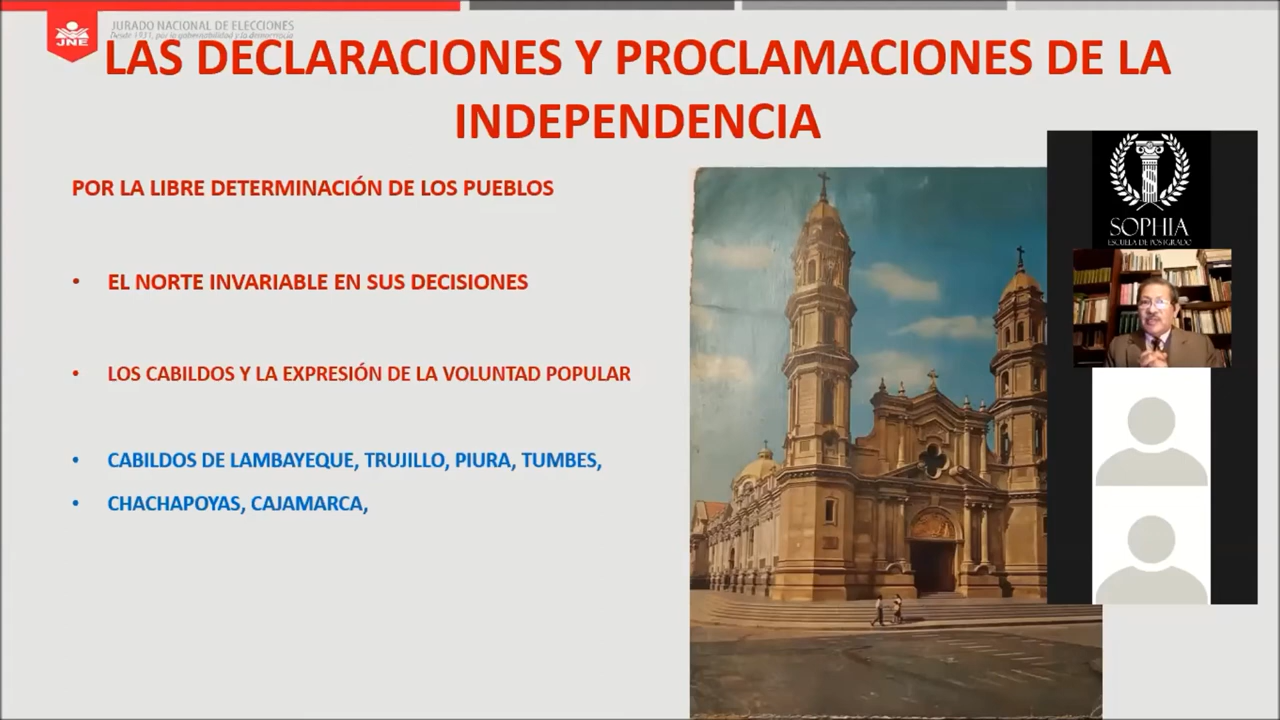 JURADO NACIONAL DE ELECCIONES
Desde 1931, por la gobernabilidad y la democracia
JNE
LAS DECLARACIONES Y PROCLAMACIONES DE LA
INDEPENDENCIA
POR LA LIBRE DETERMINACIÓN DE LOS PUEBLOS
• EL NORTE INVARIABLE EN SUS DECISIONES
• LOS CABILDOS Y LA EXPRESIÓN DE LA VOLUNTAD POPULAR
• CABILDOS DE LAMBAYEQUE, TRUJILLO, PIURA, TUMBES,
• CHACHAPOYAS, CAJAMARCA,
SOPHIA
ESCUELA DE POSTGRADO